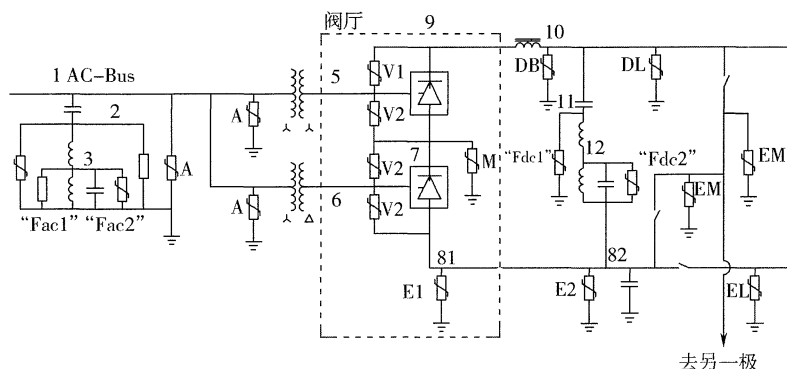 阀厅
9
10
1 AC-Bus
5
V1
DB
DL
2
V2
11
A
7
12
3
A
V2
M
“Fdc1”
“Fdc2”
EM
“Fac1” “Fac2”
A
6
V2
EM
81
82
E1
E2
EL
去另一极